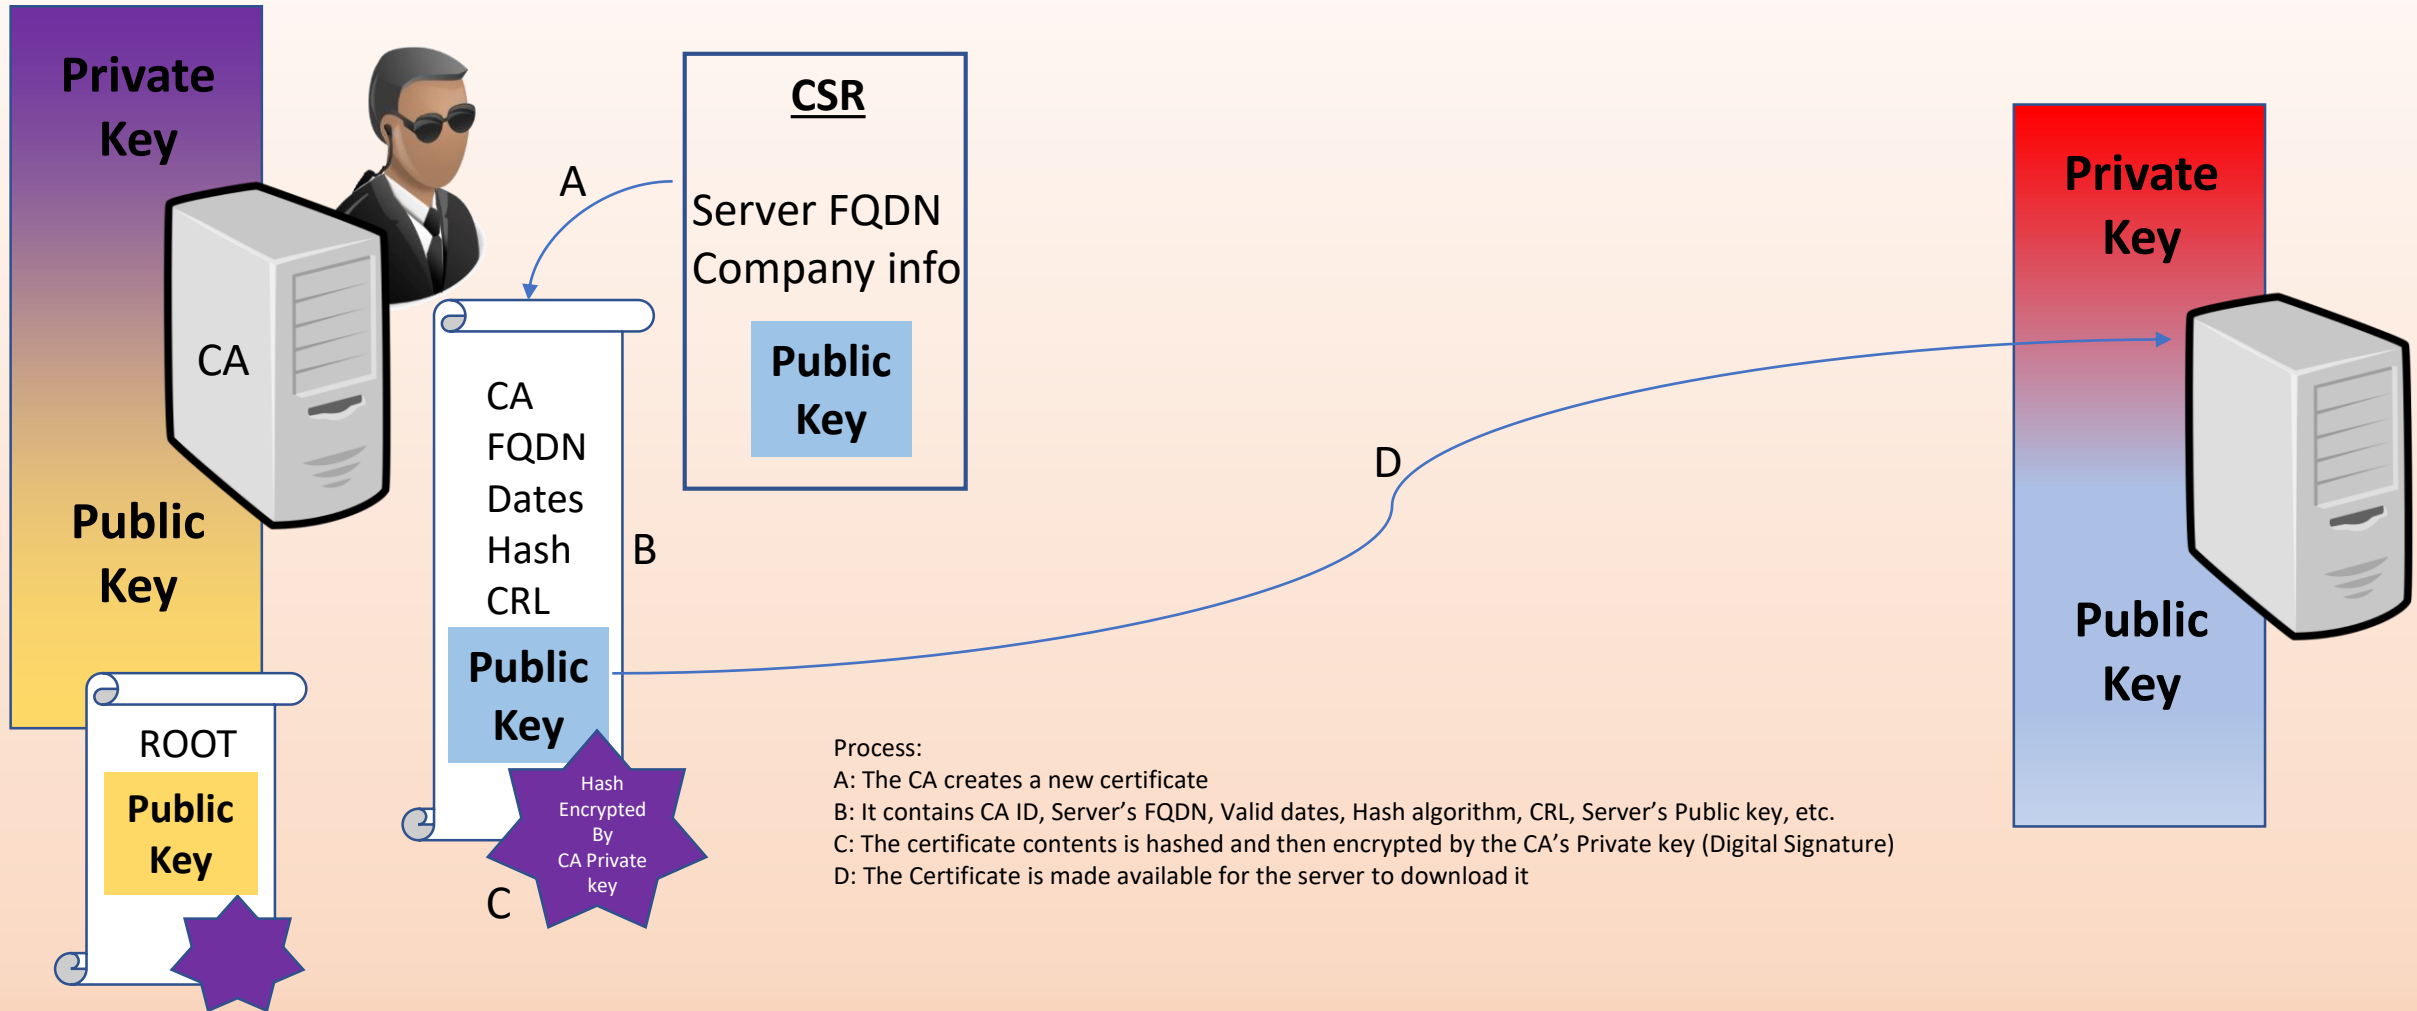 Private
Key
CA
Public
Key
ROOT
Public
Key
A
CSR
Server FQDN
Company info
Public
Key
CA
FQDN
Dates
Hash
CRL
Public
Key
B
Hash
Encrypted
By
CA Private
key
C
D
Private
Key
Public
Key
Process:
A: The CA creates a new certificate
B: It contains CA ID, Server's FQDN, Valid dates, Hash algorithm, CRL, Server's Public key, etc.
C: The certificate contents is hashed and then encrypted by the CA's Private key (Digital Signature)
D: The Certificate is made available for the server to download it